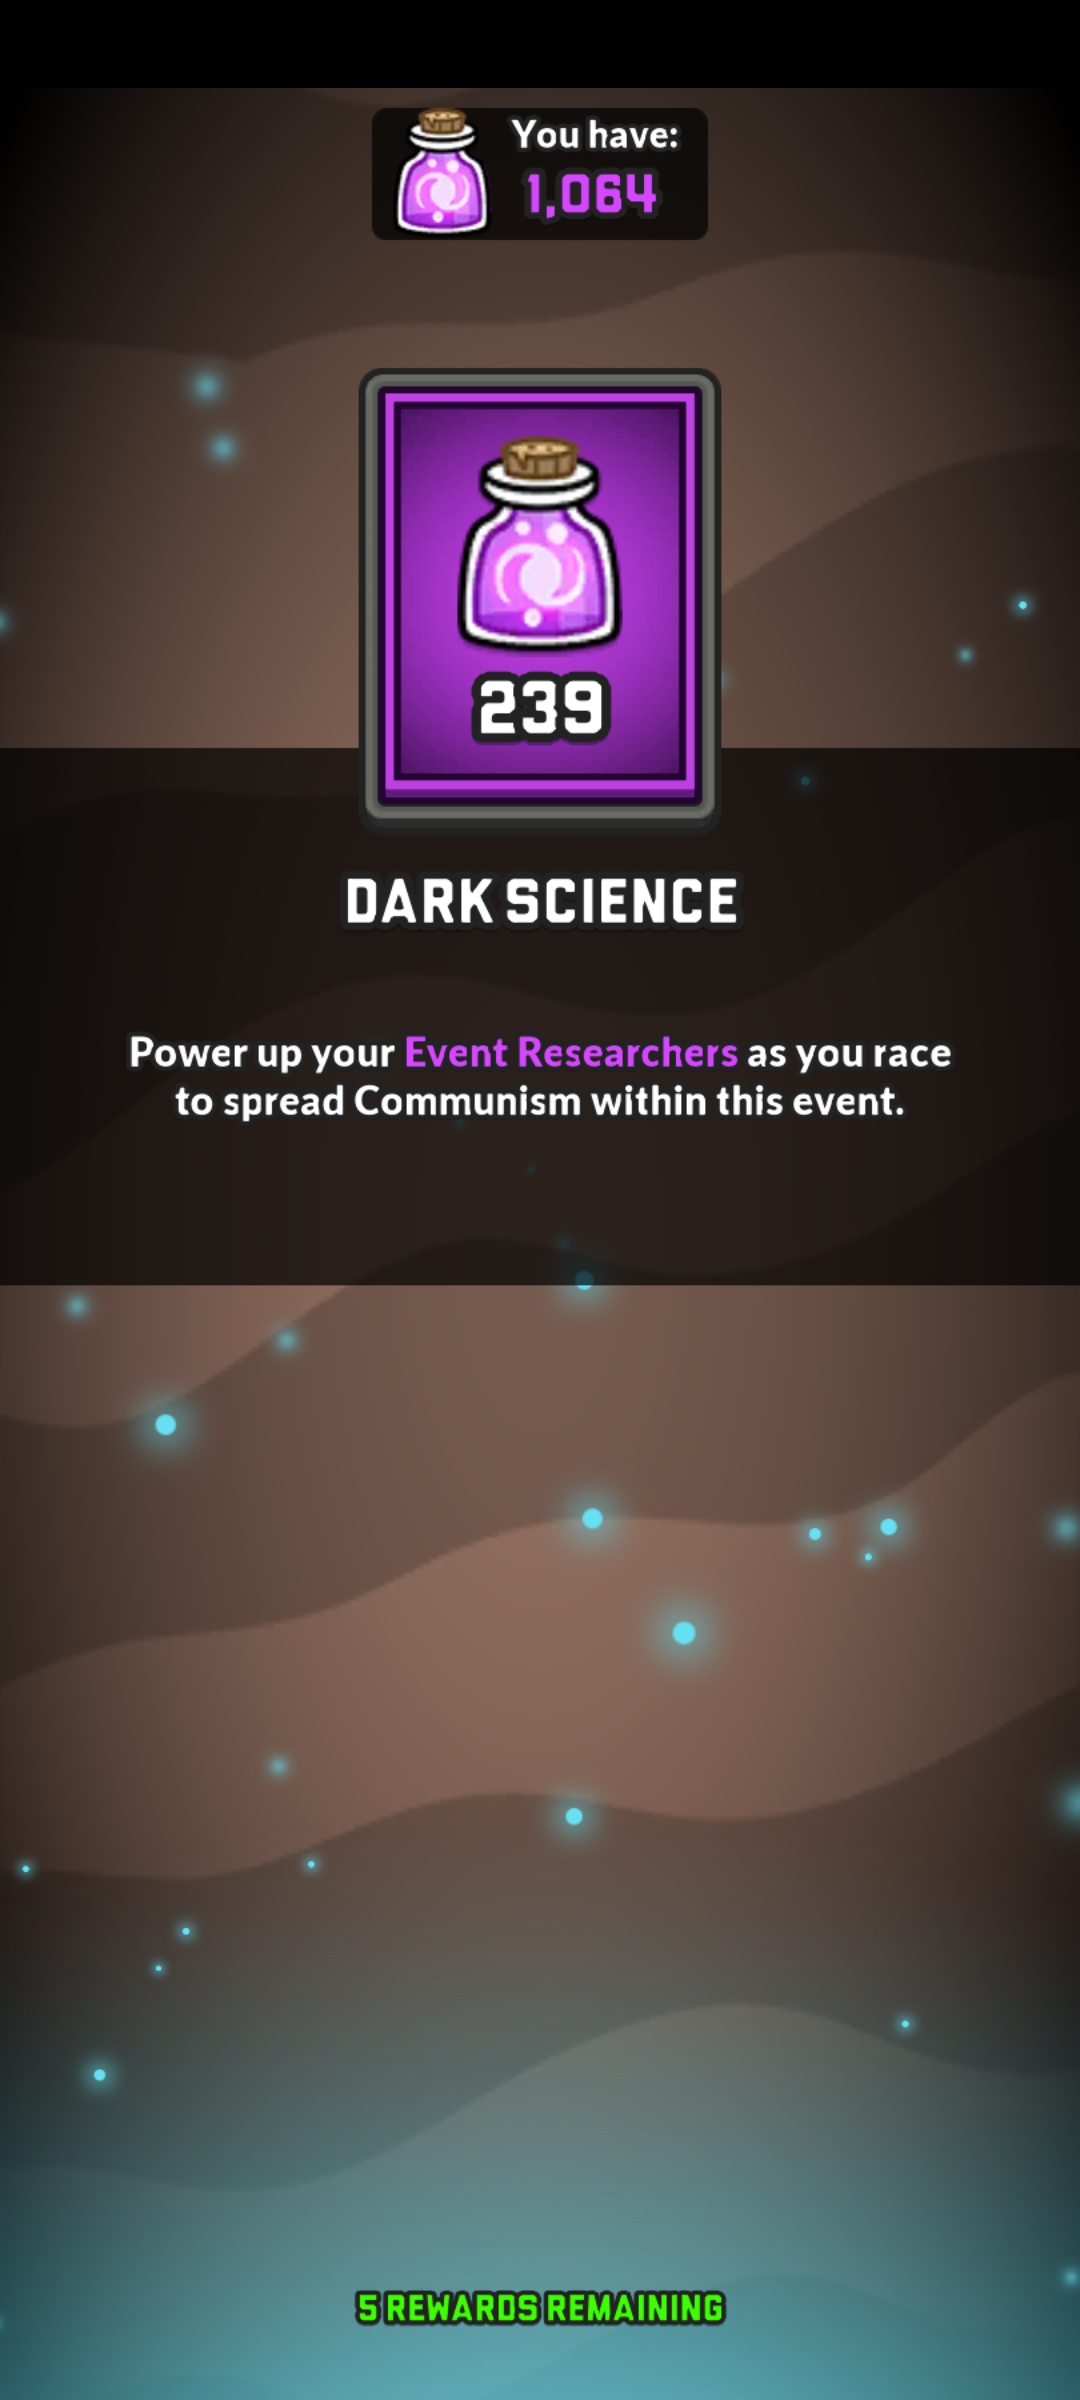 You have:
1,064
239
DARK SCIENCE
Power up your Event Researchers as you race
to spread Communism within this event.
5 REWARDS REMAINING